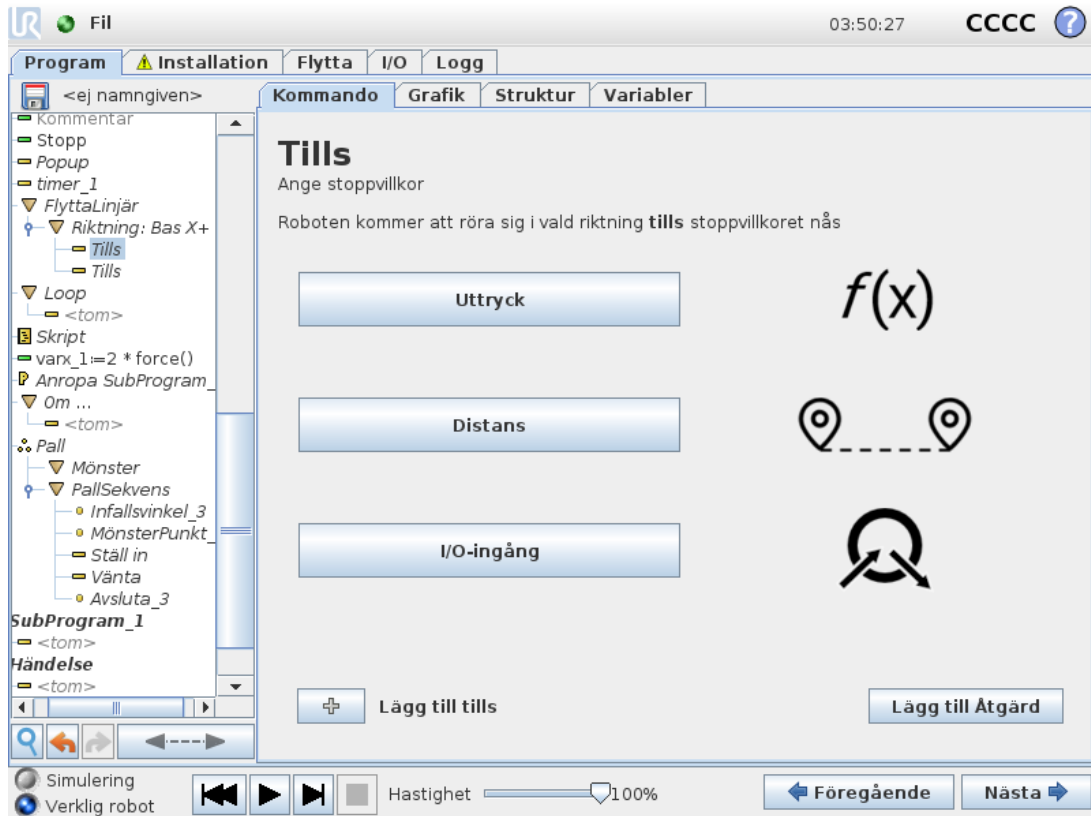 UR Fil 03:50:27 CCCC ?
Program Installation Flytta I/O Logg
<ej namngiven>
Kommando Grafik Struktur Variabler
Kommentar
Stopp
Popup
timer_1
FlyttaLinjär
Riktning: Bas X+
Tills
Tills
Loop
<tom>
Skript
varx_1:=2 * force()
Anropa SubProgram_
Om ...
<tom>
Pall
Mönster
PallSekvens
Infallsvinkel_3
MönsterPunkt_
Ställ in
Vänta
Avsluta_3
SubProgram_1
<tom>
Händelse
<tom>
Tills
Ange stoppvillkor
Roboten kommer att röra sig i vald riktning tills stoppvillkoret nås
Uttryck f(x)
Distans
I/O-ingång
Lägg till tills
Lägg till Åtgärd
Simulering
Verklig robot
Hastighet 100%
Föregående
Nästa